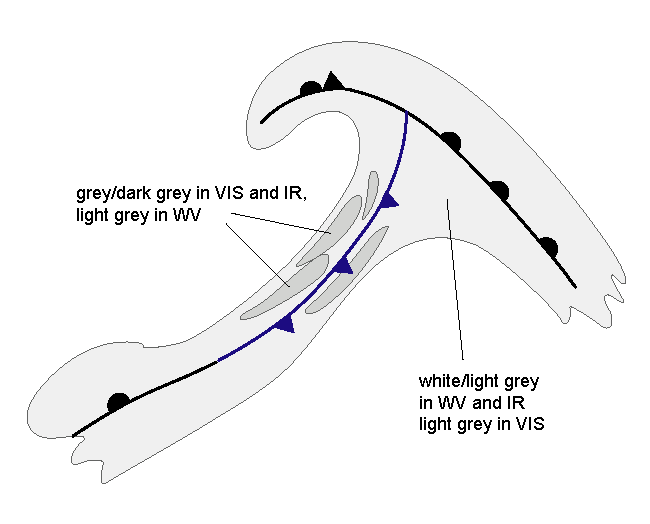 grey/dark grey in VIS and IR,
light grey in WV
white/light grey
in WV and IR
light grey in VIS